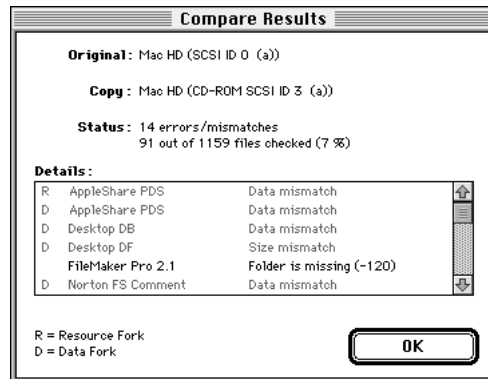 Compare Results
Original: Mac HD (SCSI ID 0 (a))
Copy: Mac HD (CD-ROM SCSI ID 3 (a))
Status: 14 errors/mismatches
91 out of 1159 files checked (7 %)
Details:
R AppleShare PDS Data mismatch
D AppleShare PDS Data mismatch
D Desktop DB Data mismatch
D Desktop DF Size mismatch
FileMaker Pro 2.1 Folder is missing (-120)
D Norton FS Comment Data mismatch
R = Resource Fork
D = Data Fork
OK